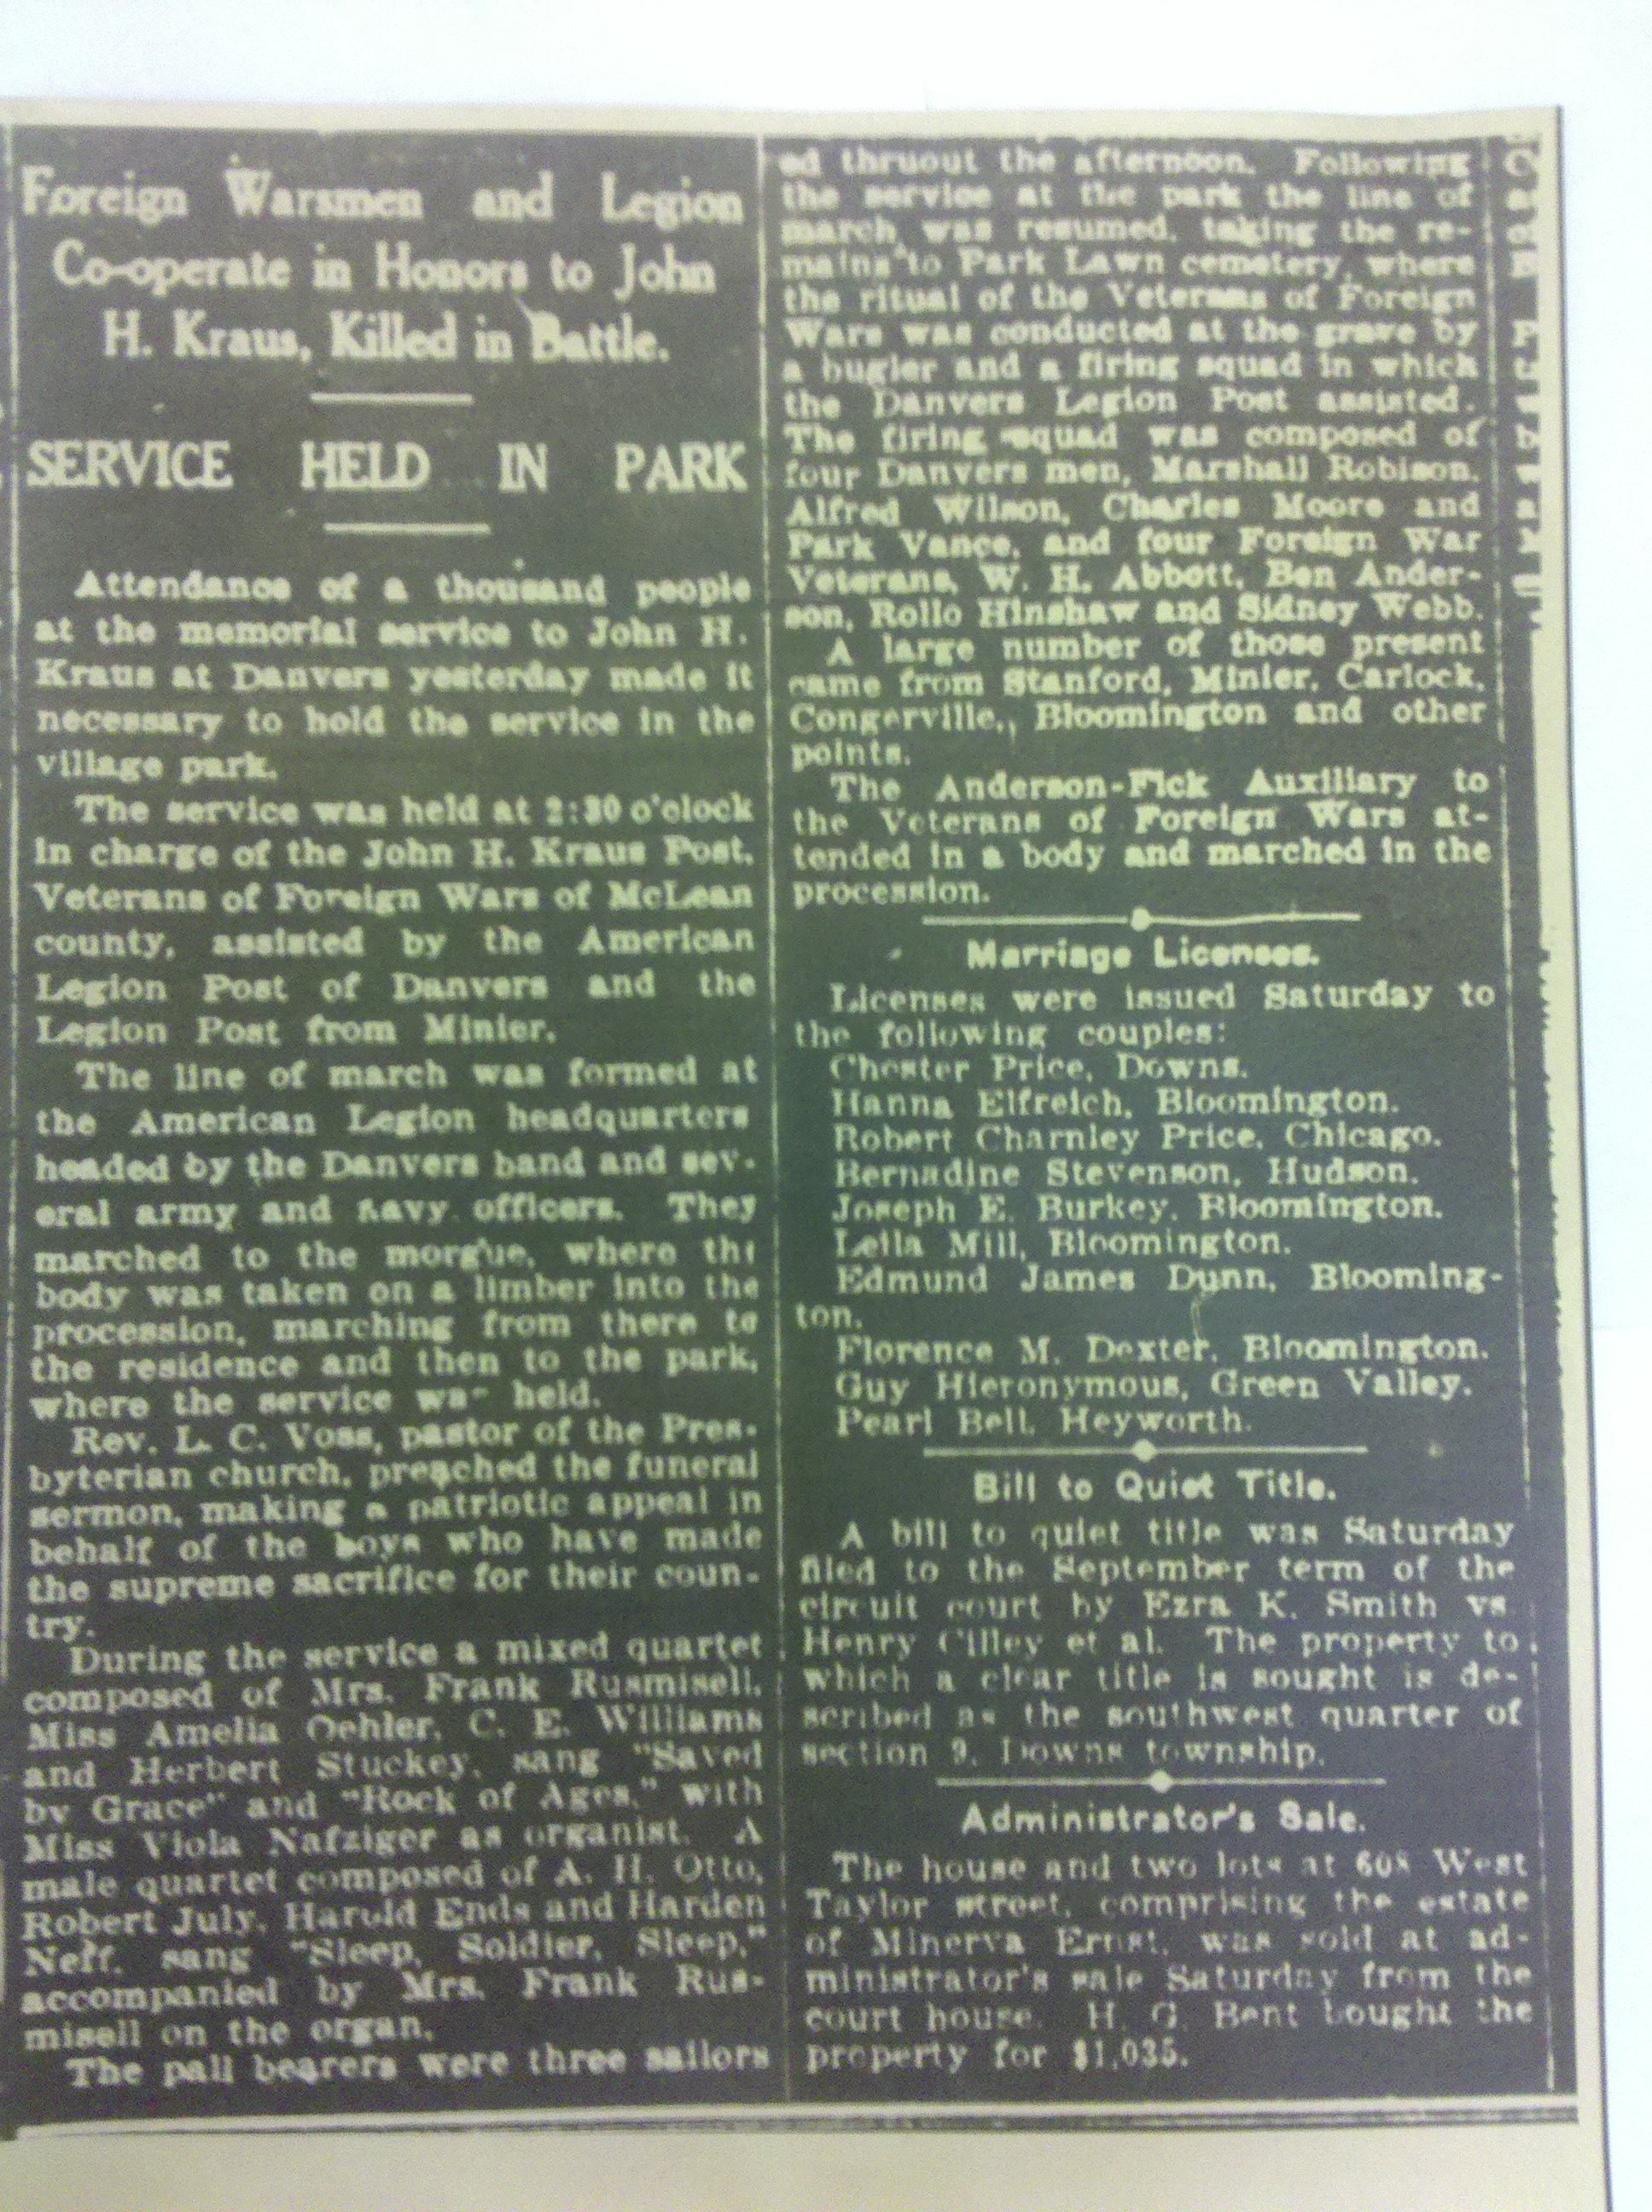 Foreign Warsmen and Legion
Co-operate in Honors to John
H. Kraus, Killed in Battle.
SERVICE HELD IN PARK
Attendance of a thousand people
at the memorial service to John H.
Kraus at Danvers yesterday made it
necessary to hold the service in the
village park.
The service was held at 2:30 o'clock
in charge of the John H. Kraus Post,
Veterans of Foreign Wars of McLean
county, assisted by the American
Legion Post of Danvers and the
Legion Post from Minier.
The line of march was formed at
the American Legion headquarters
headed by the Danvers band and sev-
eral army and navy officers. They
marched to the morgue, where the
body was taken on a limber into the
procession, marching from there to
the residence and then to the park,
where the service was held.
Rev. L. C. Voss, pastor of the Pres-
byterian church, preached the funeral
sermon, making a patriotic appeal in
behalf of the boys who have made
the supreme sacrifice for their coun-
try.
During the service a mixed quartet
composed of Mrs. Frank Rusmisell,
Miss Amelia Oehler, C. E. Williams
and Herbert Stuckey, sang "Saved
by Grace" and "Rock of Ages," with
Miss Viola Nafziger as organist. A
male quartet composed of A. H. Otto,
Robert July, Harold Ends and Harden
Neff, sang "Sleep, Soldier, Sleep,"
accompanied by Mrs. Frank Rus-
misell on the organ.
The pall bearers were three sailors
ed thruout the afternoon. Following
the service at the park the line of
march was resumed, taking the re-
mains to Park Lawn cemetery, where
the ritual of the Veterans of Foreign
Wars was conducted at the grave by
a bugler and a firing squad in which
the Danvers Legion Post assisted.
The firing squad was composed of
four Danvers men, Marshall Robison,
Alfred Wilson, Charles Moore and
Park Vance, and four Foreign War
Veterans, W. H. Abbott, Ben Ander-
son, Rollo Hinshaw and Sidney Webb.
A large number of those present
came from Stanford, Minier, Carlock,
Congerville, Bloomington and other
points.
The Anderson-Fick Auxiliary to
the Veterans of Foreign Wars at-
tended in a body and marched in the
procession.
Marriage Licenses.
Licenses were issued Saturday to
the following couples:
Chester Price, Downs.
Hanna Elfreich, Bloomington.
Robert Charnley Price, Chicago.
Bernadine Stevenson, Hudson.
Joseph E. Burkey, Bloomington.
Leila Mill, Bloomington.
Edmund James Dunn, Blooming-
ton.
Florence M. Dexter, Bloomington.
Guy Hieronymous, Green Valley.
Pearl Bell, Heyworth.
Bill to Quiet Title.
A bill to quiet title was Saturday
filed to the September term of the
circuit court by Ezra K. Smith vs
Henry Cilley et al. The property to
which a clear title is sought is de-
scribed as the southwest quarter of
section 9, Downs township.
Administrator's Sale.
The house and two lots at 608 West
Taylor street, comprising the estate
of Minerva Ernst, was sold at ad-
ministrator's sale Saturday from the
court house. H. G. Bent bought the
property for $1,035.